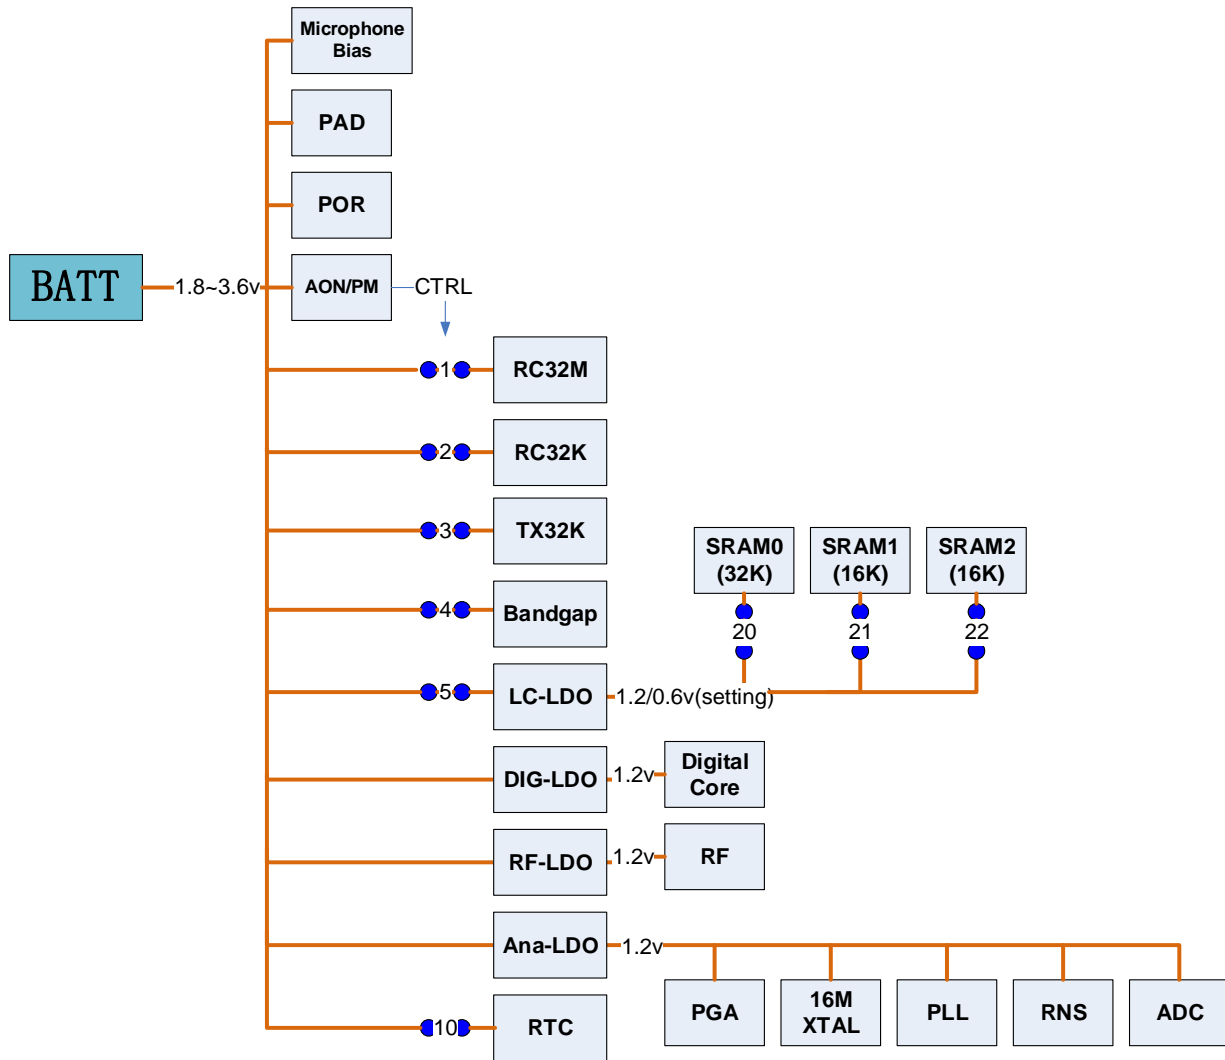 Microphone
Bias
PAD
POR
BATT
1.8~3.6v
AON/PM
CTRL
1
RC32M
2
RC32K
3
TX32K
SRAM0
(32K)
SRAM1
(16K)
SRAM2
(16K)
4
Bandgap
20
21
22
5
LC-LDO
1.2/0.6v(setting)
DIG-LDO
1.2v
Digital
Core
RF-LDO
1.2v
RF
Ana-LDO
1.2v
PGA
16M
XTAL
PLL
RNS
ADC
10
RTC